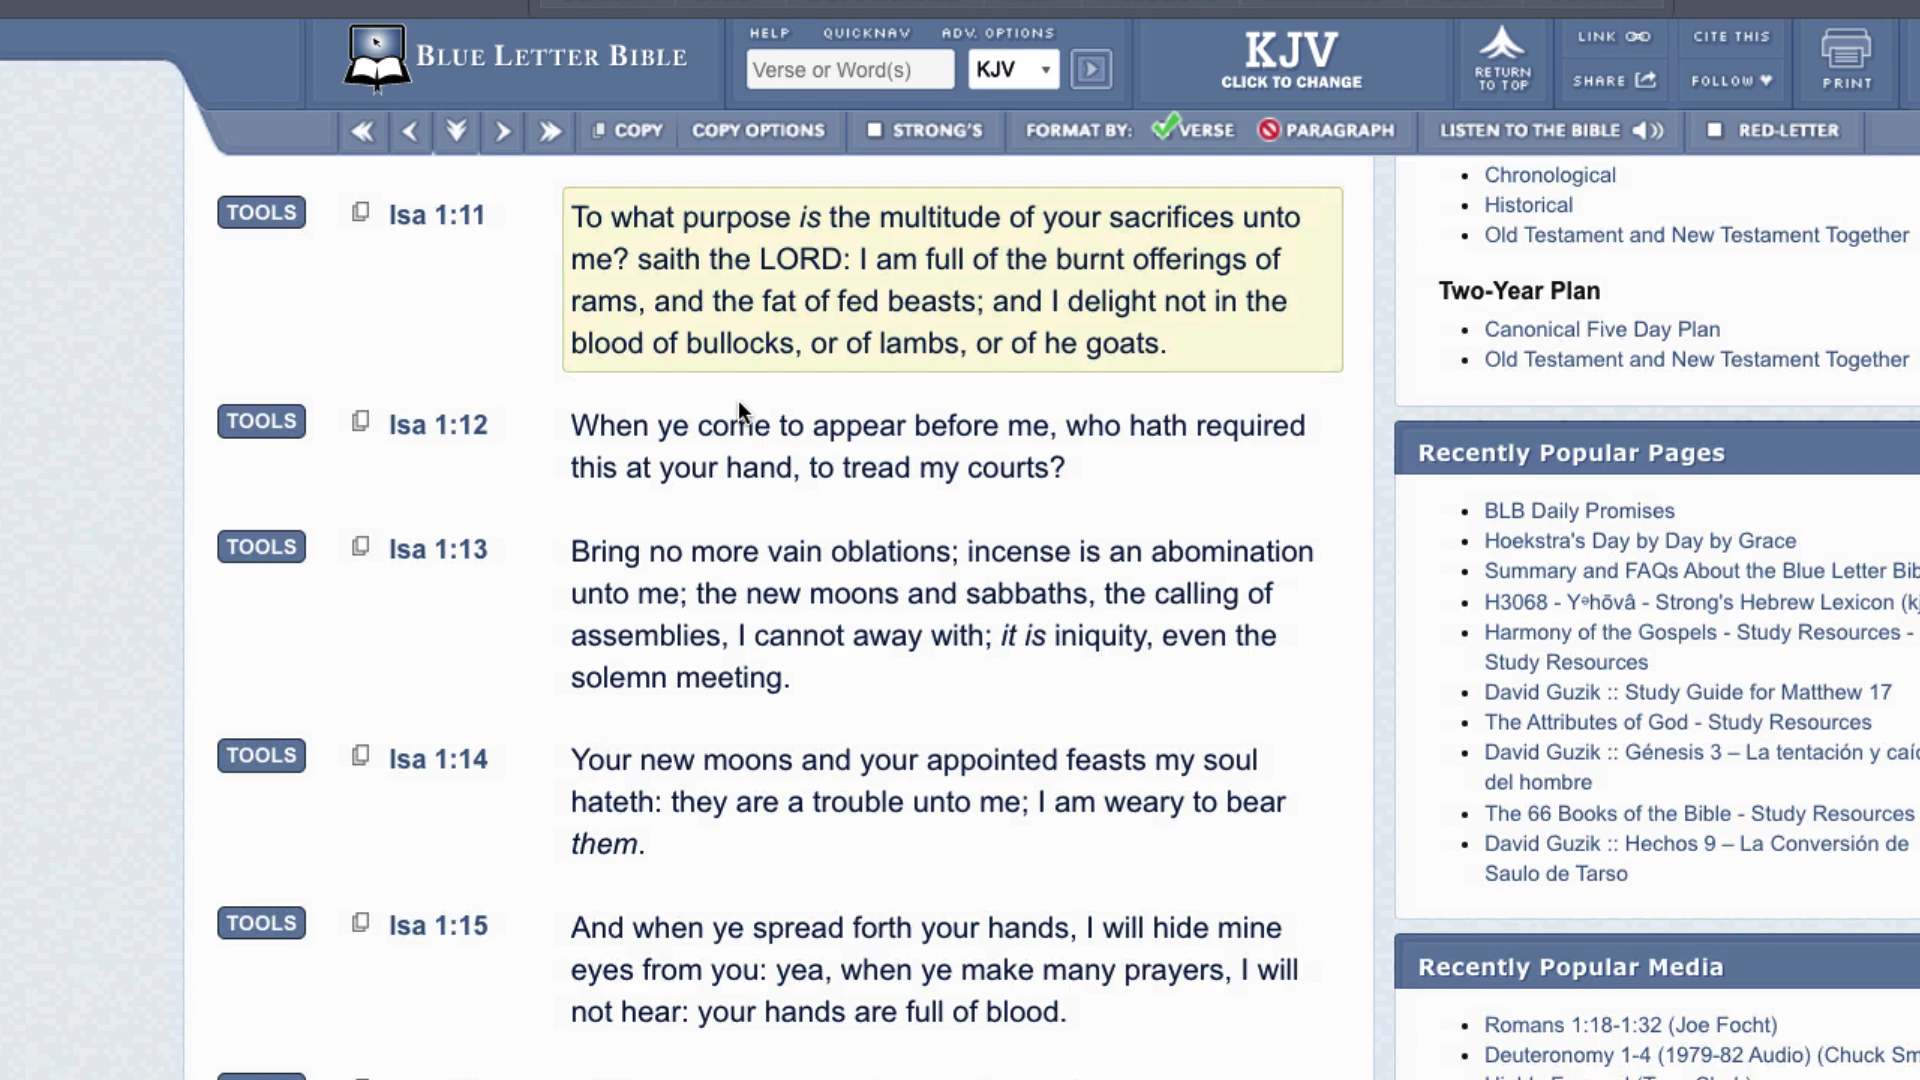 HELP QUICKNAV ADV. OPTIONS
BLUE LETTER BIBLE
Verse or Word(s)
KJV
KJV
CLICK TO CHANGE
RETURN
TO TOP
LINK
SHARE
CITE THIS
FOLLOW
PRINT
COPY COPY OPTIONS STRONG'S FORMAT BY: VERSE PARAGRAPH LISTEN TO THE BIBLE RED-LETTER
TOOLS Isa 1:11 To what purpose is the multitude of your sacrifices unto
me? saith the LORD: I am full of the burnt offerings of
rams, and the fat of fed beasts; and I delight not in the
blood of bullocks, or of lambs, or of he goats.
TOOLS Isa 1:12 When ye come to appear before me, who hath required
this at your hand, to tread my courts?
TOOLS Isa 1:13 Bring no more vain oblations; incense is an abomination
unto me; the new moons and sabbaths, the calling of
assemblies, I cannot away with; it is iniquity, even the
solemn meeting.
TOOLS Isa 1:14 Your new moons and your appointed feasts my soul
hateth: they are a trouble unto me; I am weary to bear
them.
TOOLS Isa 1:15 And when ye spread forth your hands, I will hide mine
eyes from you: yea, when ye make many prayers, I will
not hear: your hands are full of blood.
Chronological
Historical
Old Testament and New Testament Together
Two-Year Plan
Canonical Five Day Plan
Old Testament and New Testament Together
Recently Popular Pages
BLB Daily Promises
Hoekstra's Day by Day by Grace
Summary and FAQs About the Blue Letter Bib
H3068 - Yᵊhōvâ - Strong's Hebrew Lexicon (kj
Harmony of the Gospels - Study Resources -
Study Resources
David Guzik :: Study Guide for Matthew 17
The Attributes of God - Study Resources
David Guzik :: Génesis 3 – La tentación y caíd
del hombre
The 66 Books of the Bible - Study Resources
David Guzik :: Hechos 9 – La Conversión de
Saulo de Tarso
Recently Popular Media
Romans 1:18-1:32 (Joe Focht)
Deuteronomy 1-4 (1979-82 Audio) (Chuck Sm